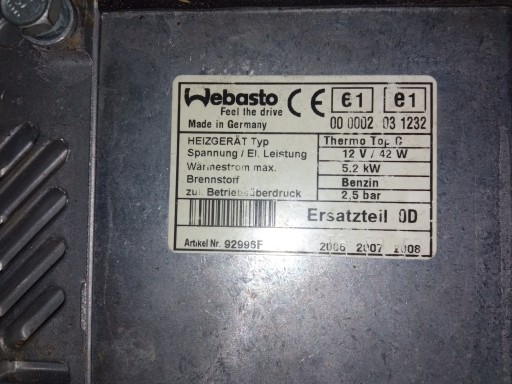 Webasto
Feel the drive
Made in Germany
CE e1 e1
00 0002 03 1232
HEIZGERÄT Typ Thermo Top C
Spannung / El. Leistung 12 V / 42 W
Wärmestrom max. 5.2 kW
Brennstoff Benzin
zul. Betriebsüberdruck 2,5 bar
Ersatzteil 0D
Artikel Nr. 92996F 2006 2007 2008